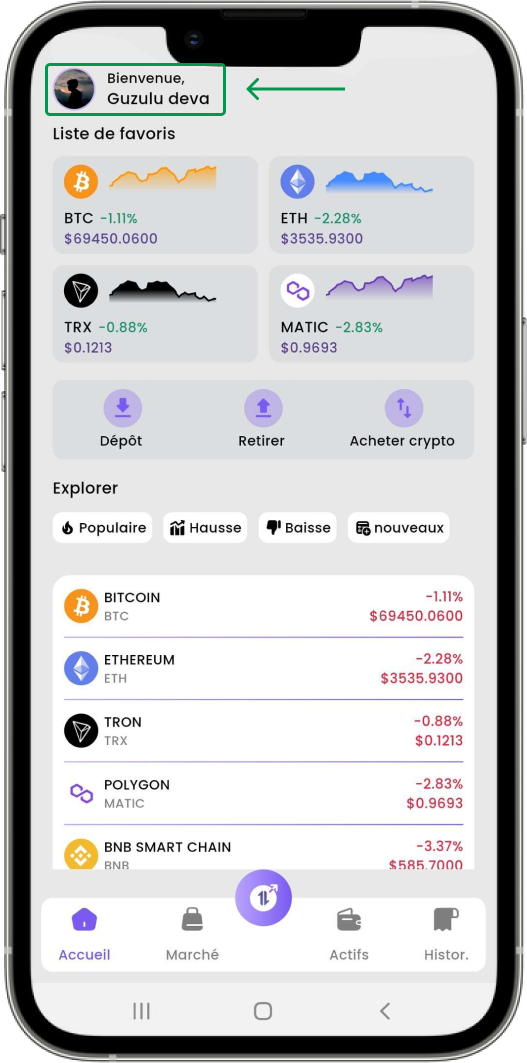 Bienvenue,
Guzulu deva
Liste de favoris
BTC -1.11%
$69450.0600
ETH -2.28%
$3535.9300
TRX -0.88%
$0.1213
MATIC -2.83%
$0.9693
Dépôt
Retirer
Acheter crypto
Explorer
Populaire
Hausse
Baisse
nouveaux
BITCOIN
-1.11%
BTC
$69450.0600
ETHEREUM
-2.28%
ETH
$3535.9300
TRON
-0.88%
TRX
$0.1213
POLYGON
-2.83%
MATIC
$0.9693
BNB SMART CHAIN
-3.37%
BNB
$585.7000
Accueil
Marché
Actifs
Histor.